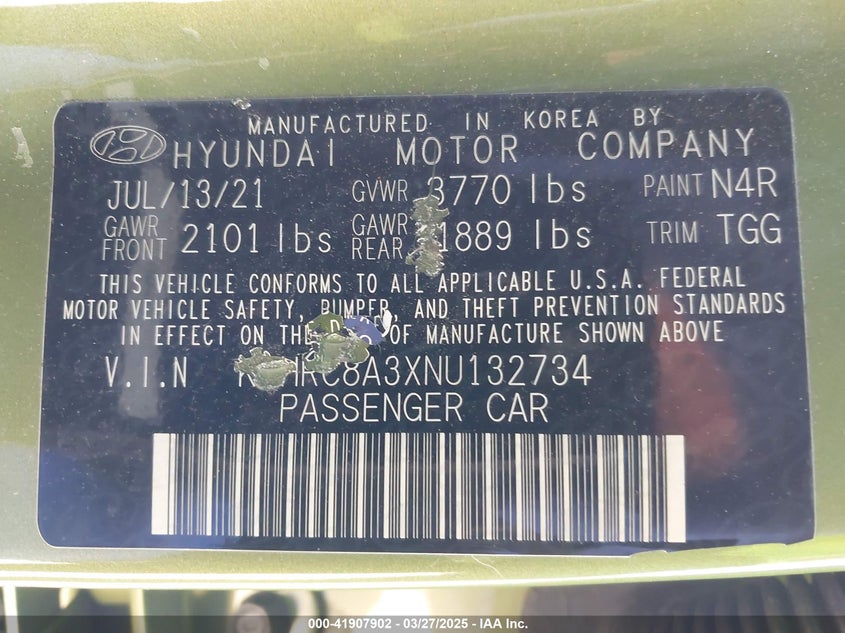 MANUFACTURED IN KOREA BY
HYUNDAI MOTOR COMPANY
JUL/13/21 GVWR 3770 lbs PAINT N4R
GAWR FRONT 2101 lbs GAWR REAR 1889 lbs TRIM TGG
THIS VEHICLE CONFORMS TO ALL APPLICABLE U.S.A. FEDERAL
MOTOR VEHICLE SAFETY, BUMPER, AND THEFT PREVENTION STANDARDS
IN EFFECT ON THE OF MANUFACTURE SHOWN ABOVE
V.I.N
PASSENGER CAR
000-41907902 - 03/27/2025 - IAA Inc.